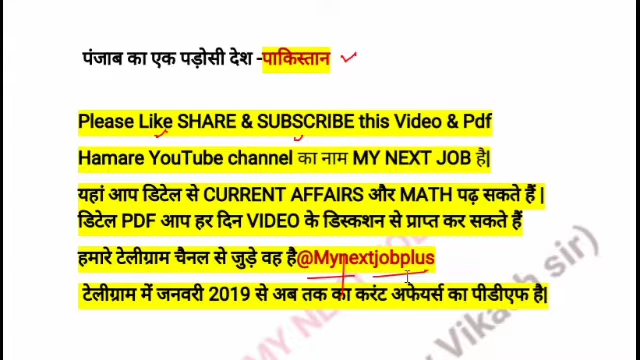 पंजाब का एक पड़ोसी देश -पाकिस्तान
Please Like SHARE & SUBSCRIBE this Video & Pdf
Hamare YouTube channel का नाम MY NEXT JOB है|
यहां आप डिटेल से CURRENT AFFAIRS और MATH पढ़ सकते हैं |
डिटेल PDF आप हर दिन VIDEO के डिस्कशन से प्राप्त कर सकते हैं
हमारे टेलीग्राम चैनल से जुड़े वह है@Mynextjobplus
टेलीग्राम में जनवरी 2019 से अब तक का करंट अफेयर्स का पीडीएफ है|